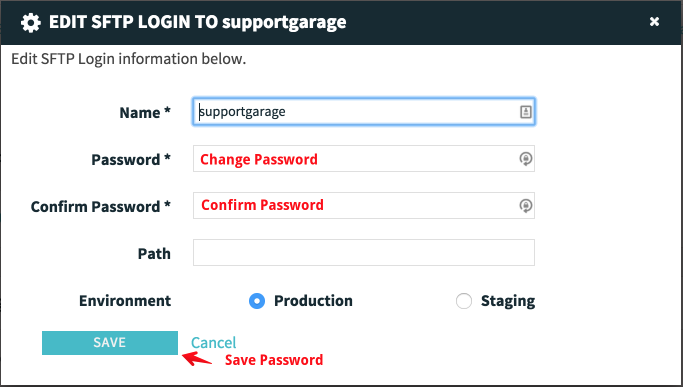 EDIT SFTP LOGIN TO supportgarage
Edit SFTP Login information below.
Name * supportgarage
Password * Change Password
Confirm Password * Confirm Password
Path
Environment Production Staging
SAVE Cancel
Save Password